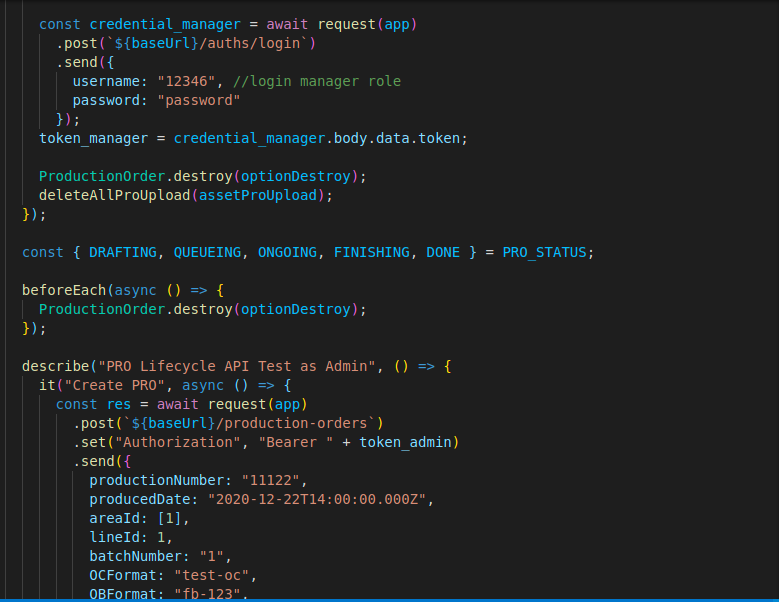 const credential_manager = await request(app)
.post(`${baseUrl}/auths/login`)
.send({
username: "12346", //login manager role
password: "password"
});
token_manager = credential_manager.body.data.token;
ProductionOrder.destroy(optionDestroy);
deleteAllProUpload(assetProUpload);
});
const { DRAFTING, QUEUEING, ONGOING, FINISHING, DONE } = PRO_STATUS;
beforeEach(async () => {
ProductionOrder.destroy(optionDestroy);
});
describe("PRO Lifecycle API Test as Admin", () => {
it("Create PRO", async () => {
const res = await request(app)
.post(`${baseUrl}/production-orders`)
.set("Authorization", "Bearer " + token_admin)
.send({
productionNumber: "11122",
producedDate: "2020-12-22T14:00:00.000Z",
areaId: [1],
lineId: 1,
batchNumber: "1",
OCFormat: "test-oc",
OBFormat: "fb-123",